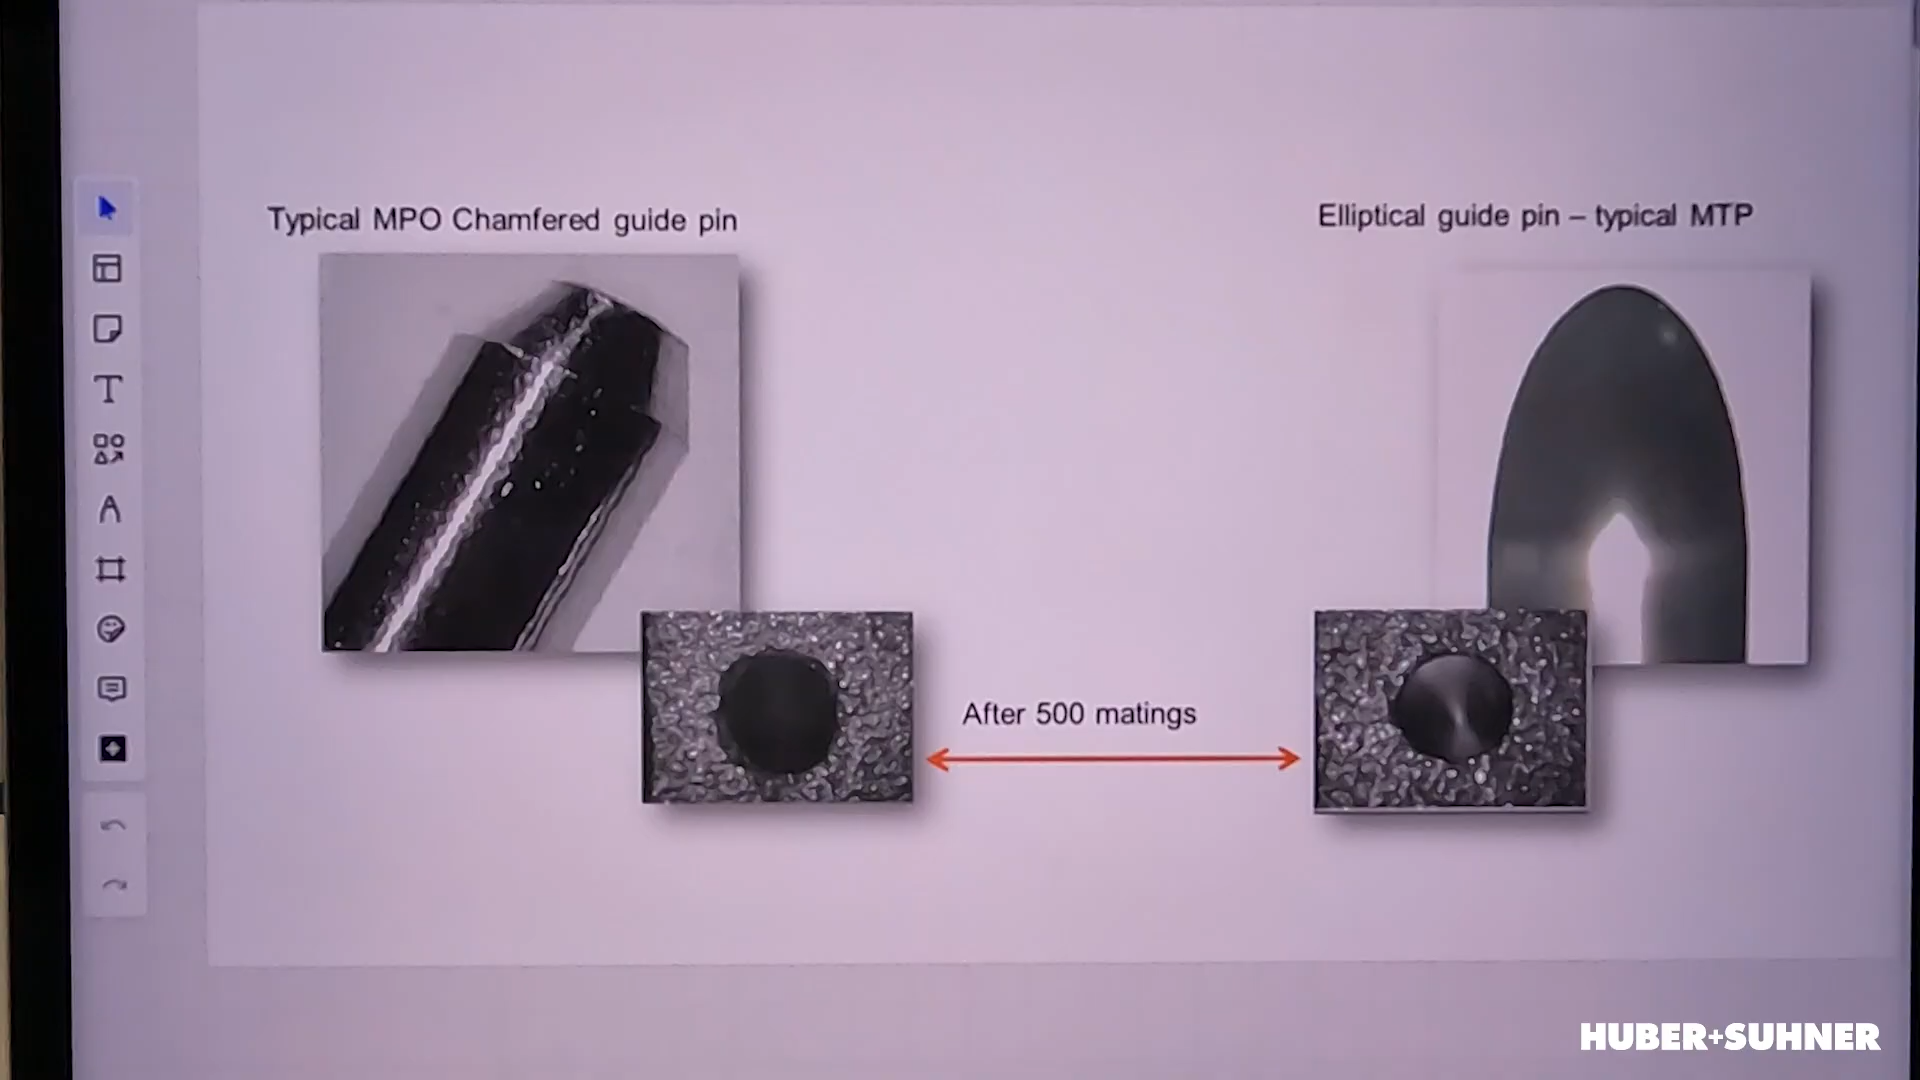 Typical MPO Chamfered guide pin
Elliptical guide pin – typical MTP
After 500 matings
HUBER+SUHNER